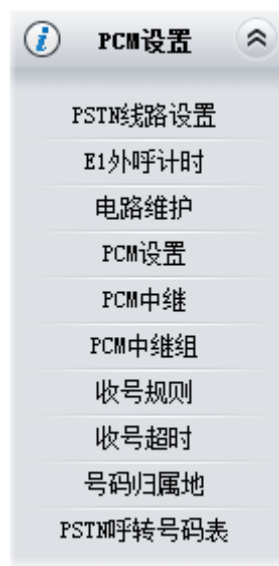 PCM设置
PSTN线路设置
E1外呼计时
电路维护
PCM设置
PCM中继
PCM中继组
收号规则
收号超时
号码归属地
PSTN呼转号码表